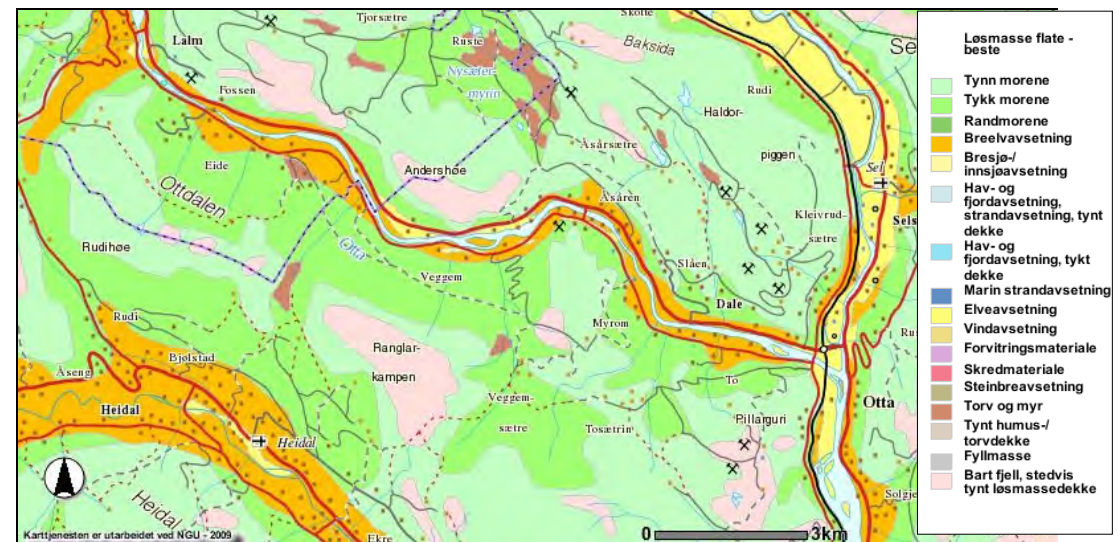 Tjorsætre
Skotte
Lalm
Ruste
Baksida
Se
Nysæter-
myrin
Fossen
Rudi
Haldor-
Åsårsætre
piggen
Sel
Eide
Andershøe
Ottdalen
Åsåren
Kleivrud-
sætre
Sels
Rudihøe
Otta
Veggem
Slåen
Dale
Rudi
Myrom
Ru
Bjølstad
Ranglar-
kampen
Åseng
To
Heidal
Veggem-
sætre
Pillarguri
Otta
Heidal
Tosætrin
Heidal
Solgje
Ekre
0 3km
Karttjenesten er utarbeidet ved NGU - 2009
Løsmasse flate -
beste
Tynn morene
Tykk morene
Randmorene
Breelvavsetning
Bresjø-/
innsjøavsetning
Hav- og
fjordavsetning,
strandavsetning, tynt
dekke
Hav- og
fjordavsetning, tykt
dekke
Marin strandavsetning
Elveavsetning
Vindavsetning
Forvitringsmateriale
Skredmateriale
Steinbreavsetning
Torv og myr
Tynt humus-/
torvdekke
Fyllmasse
Bart fjell, stedvis
tynt løsmassedekke